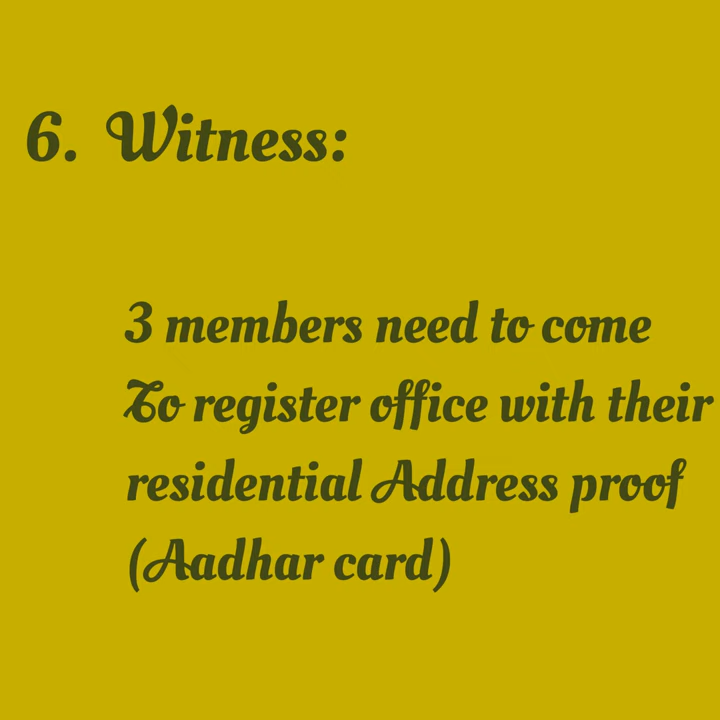 6. Witness:
3 members need to come
To register office with their
residential Address proof
(Aadhar card)